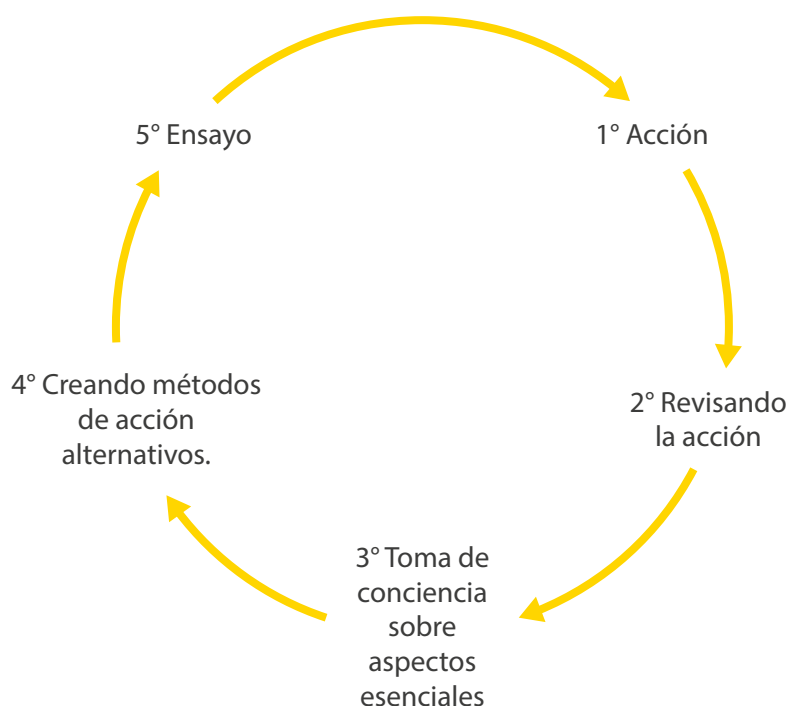 1° Acción
2° Revisando
la acción
3° Toma de
conciencia
sobre
aspectos
esenciales
4° Creando métodos
de acción
alternativos.
5° Ensayo